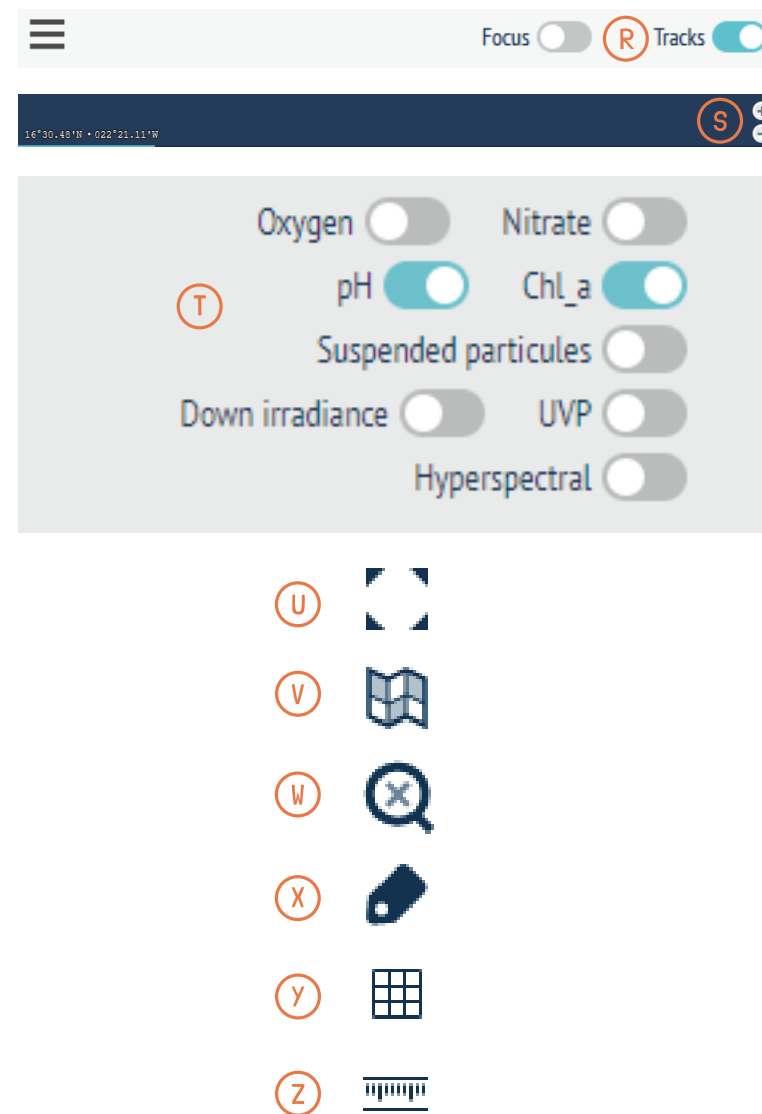 Focus R Tracks
16°30.48'N • 022°21.11'W S
Oxygen Nitrate
T pH Chl_a
Suspended particules
Down irradiance UVP
Hyperspectral
U
V
W
X
Y
Z